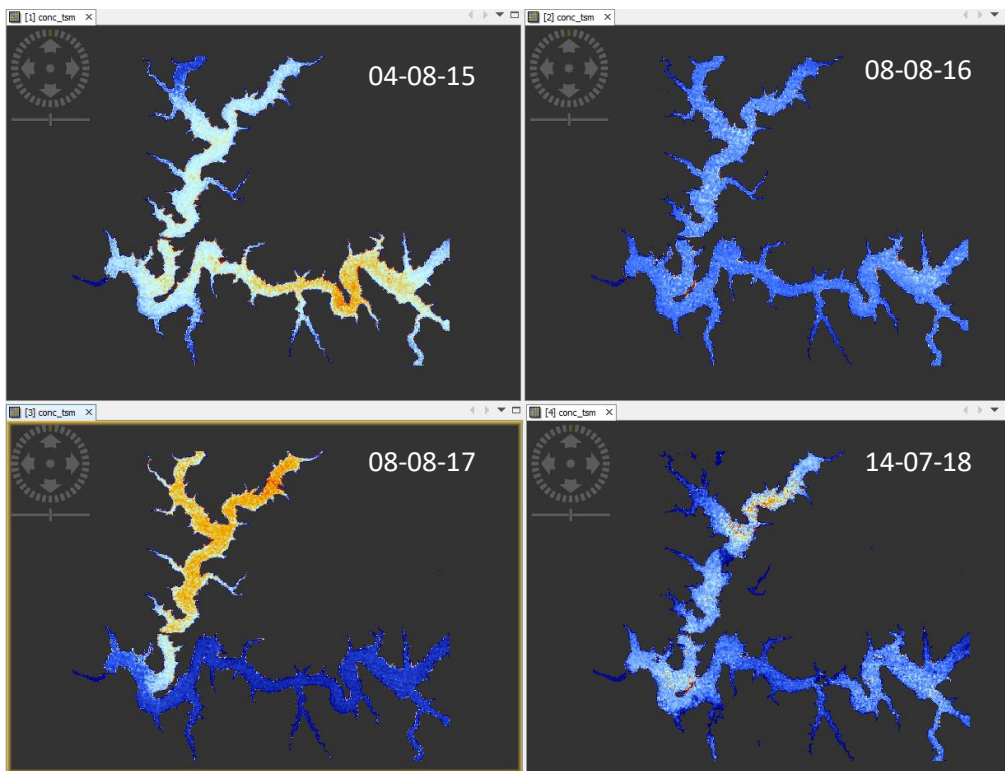 [1] conc_tsm
04-08-15
[2] conc_tsm
08-08-16
[3] conc_tsm
08-08-17
[4] conc_tsm
14-07-18